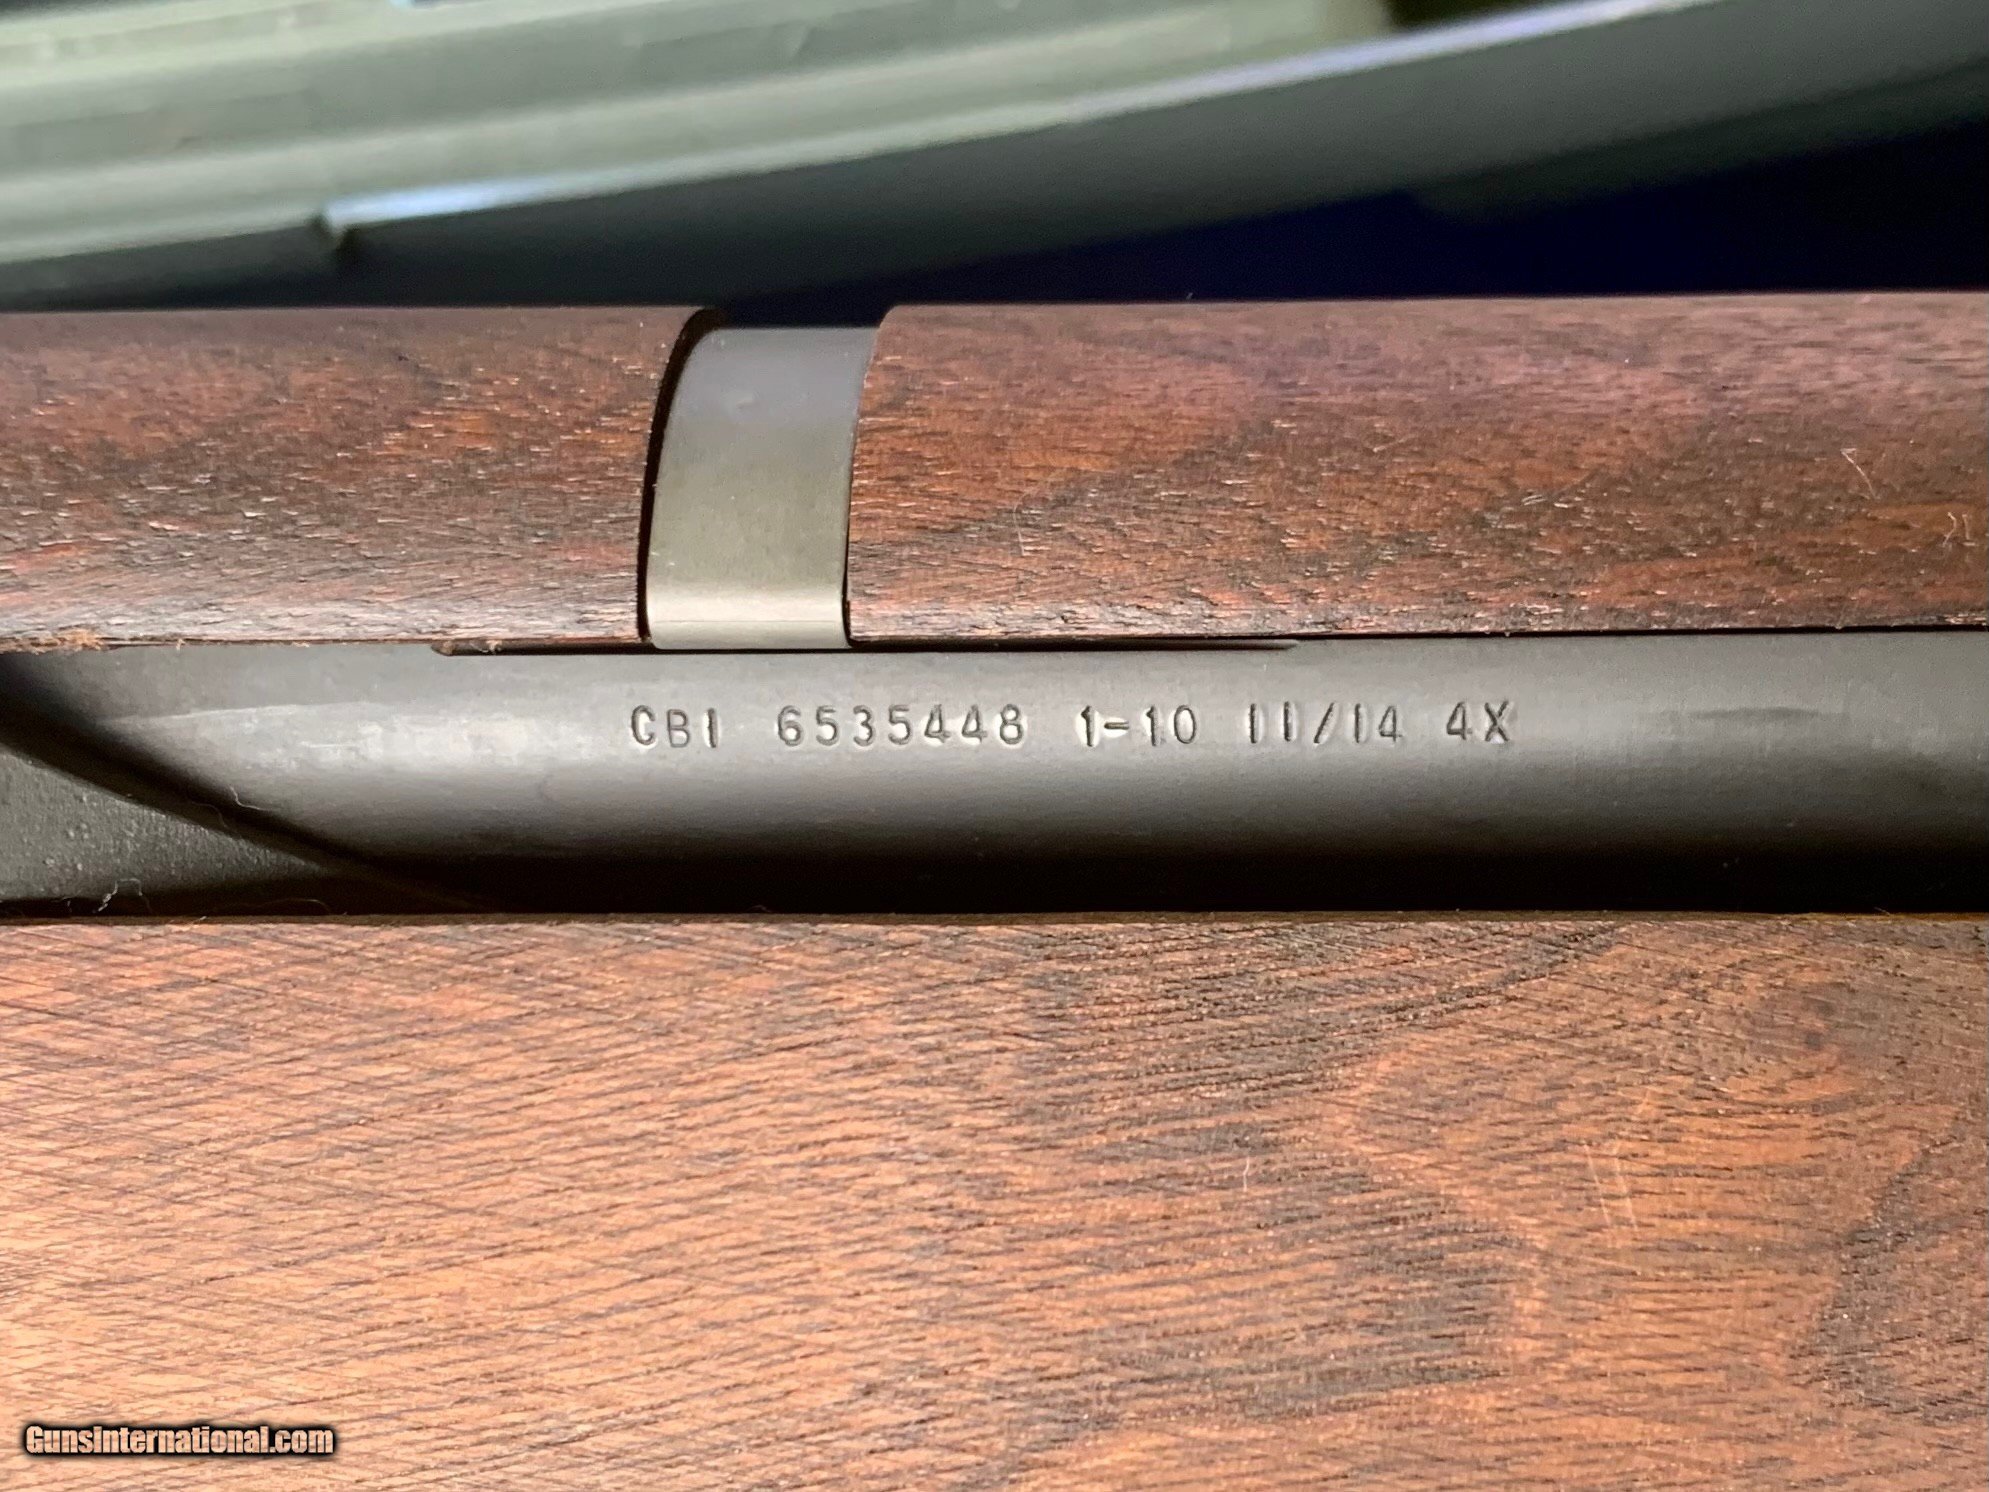 CBI 6535448 1-10 11/14 4X
GunsInternational.com